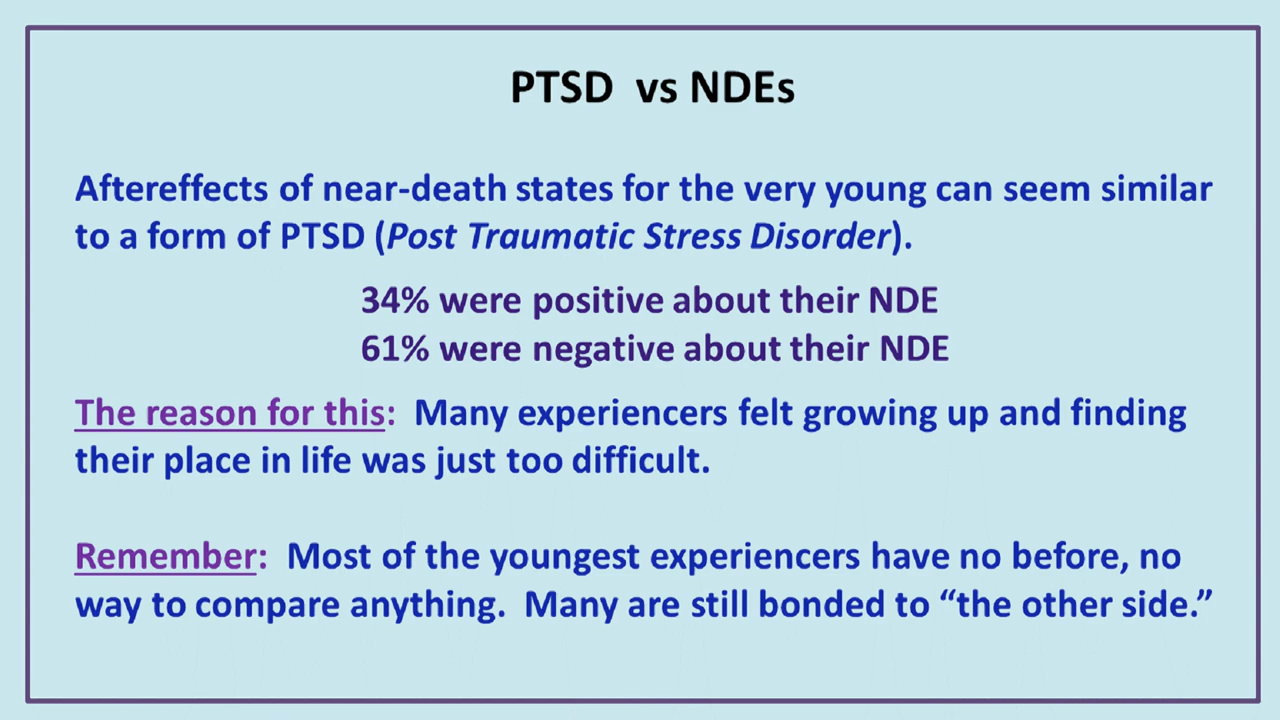 PTSD vs NDEs
Aftereffects of near-death states for the very young can seem similar
to a form of PTSD (Post Traumatic Stress Disorder).
34% were positive about their NDE
61% were negative about their NDE
The reason for this: Many experiencers felt growing up and finding
their place in life was just too difficult.
Remember: Most of the youngest experiencers have no before, no
way to compare anything. Many are still bonded to “the other side.”